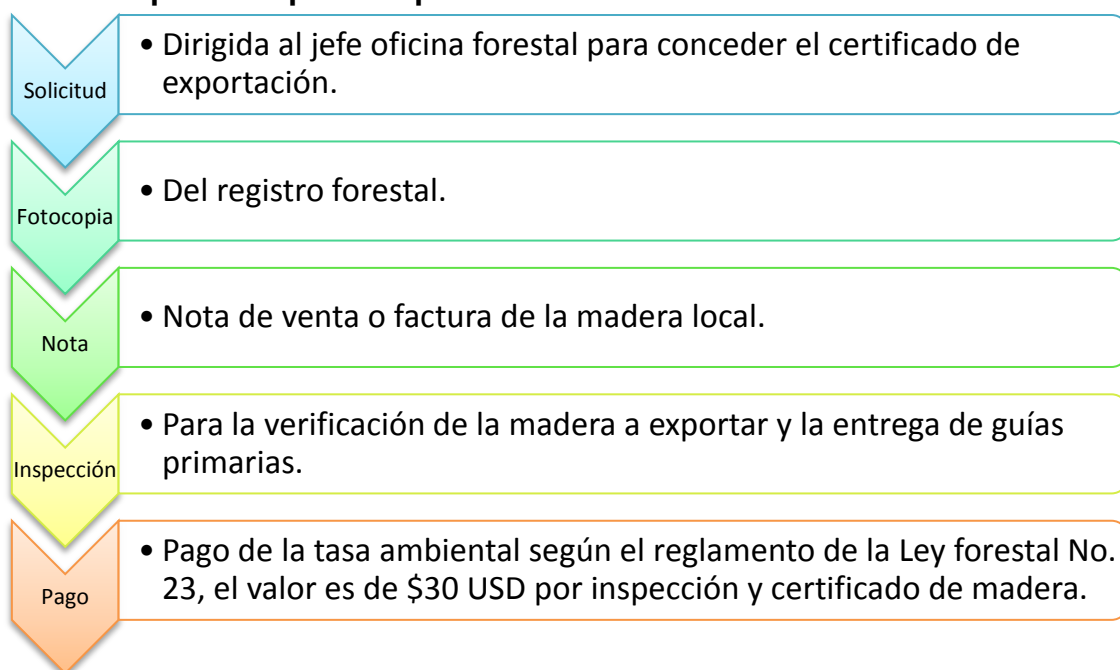 Solicitud
• Dirigida al jefe oficina forestal para conceder el certificado de
exportación.
Fotocopia
• Del registro forestal.
Nota
• Nota de venta o factura de la madera local.
Inspección
• Para la verificación de la madera a exportar y la entrega de guías
primarias.
Pago
• Pago de la tasa ambiental según el reglamento de la Ley forestal No.
23, el valor es de $30 USD por inspección y certificado de madera.